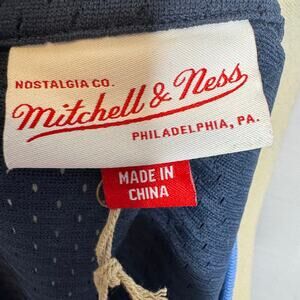 NOSTALGIA CO.
Mitchell & Ness
PHILADELPHIA, PA.
MADE IN
CHINA